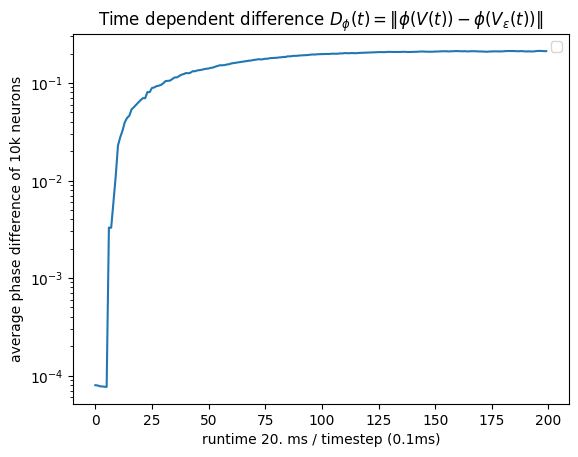 Time dependent difference $D_\phi(t) = \|\phi(V(t)) - \phi(V_\varepsilon(t))\|$
average phase difference of 10k neurons
10⁻¹
10⁻²
10⁻³
10⁻⁴
0 25 50 75 100 125 150 175 200
runtime 20. ms / timestep (0.1ms)